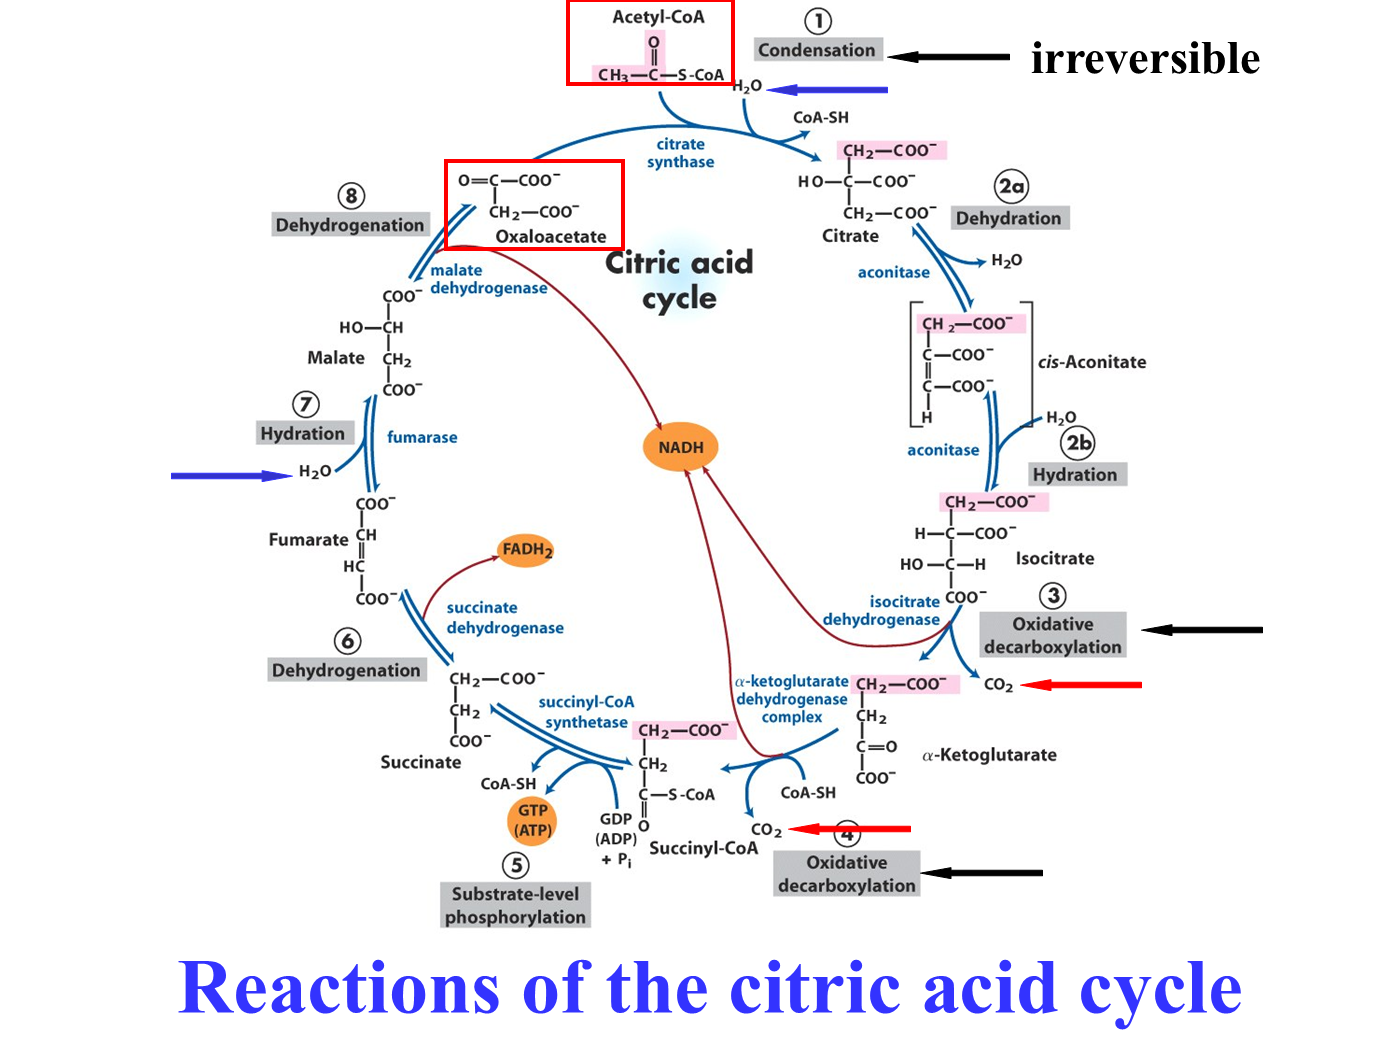 Acetyl-CoA
O
CH₃—C—S-CoA
①
Condensation
irreversible
H₂O
CoA-SH
citrate
synthase
CH₂—COO⁻
HO—C—COO⁻
CH₂—COO⁻
Citrate
2a
Dehydration
aconitase
H₂O
CH₂—COO⁻
C—COO⁻
C—COO⁻
H
cis-Aconitate
aconitase
H₂O
2b
Hydration
CH₂—COO⁻
H—C—COO⁻
HO—C—H
COO⁻
Isocitrate
isocitrate
dehydrogenase
③
Oxidative
decarboxylation
CO₂
CH₂—COO⁻
CH₂
C=O
COO⁻
α-Ketoglutarate
α-ketoglutarate
dehydrogenase
complex
CoA-SH
CO₂
④
Oxidative
decarboxylation
CH₂—COO⁻
CH₂
C—S-CoA
O
Succinyl-CoA
succinyl-CoA
synthetase
GDP
(ADP)
+ Pᵢ
CoA-SH
GTP
(ATP)
⑤
Substrate-level
phosphorylation
CH₂—COO⁻
CH₂
COO⁻
Succinate
succinate
dehydrogenase
FADH₂
⑥
Dehydrogenation
COO⁻
CH
HC
COO⁻
Fumarate
fumarase
H₂O
⑦
Hydration
COO⁻
HO—CH
CH₂
COO⁻
Malate
malate
dehydrogenase
⑧
Dehydrogenation
O=C—COO⁻
CH₂—COO⁻
Oxaloacetate
Citric acid
cycle
NADH
Reactions of the citric acid cycle